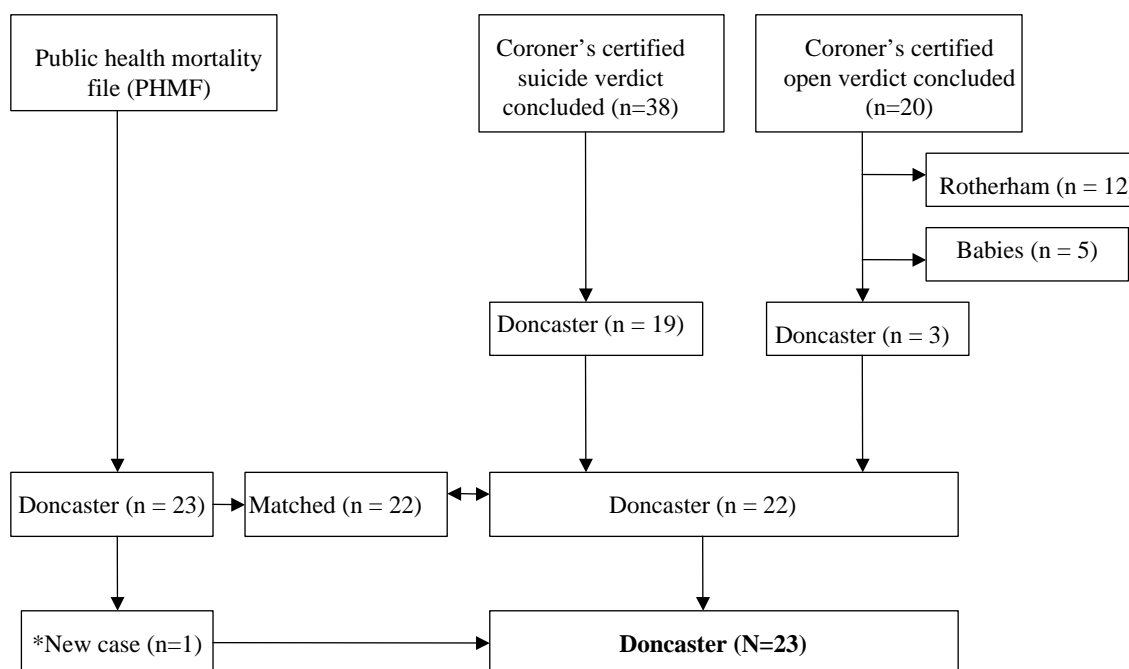 Public health mortality
file (PHMF)
Coroner’s certified
suicide verdict
concluded (n=38)
Coroner’s certified
open verdict concluded
(n=20)
Rotherham (n = 12)
Babies (n = 5)
Doncaster (n = 19)
Doncaster (n = 3)
Doncaster (n = 23)
Matched (n = 22)
Doncaster (n = 22)
*New case (n=1)
Doncaster (N=23)